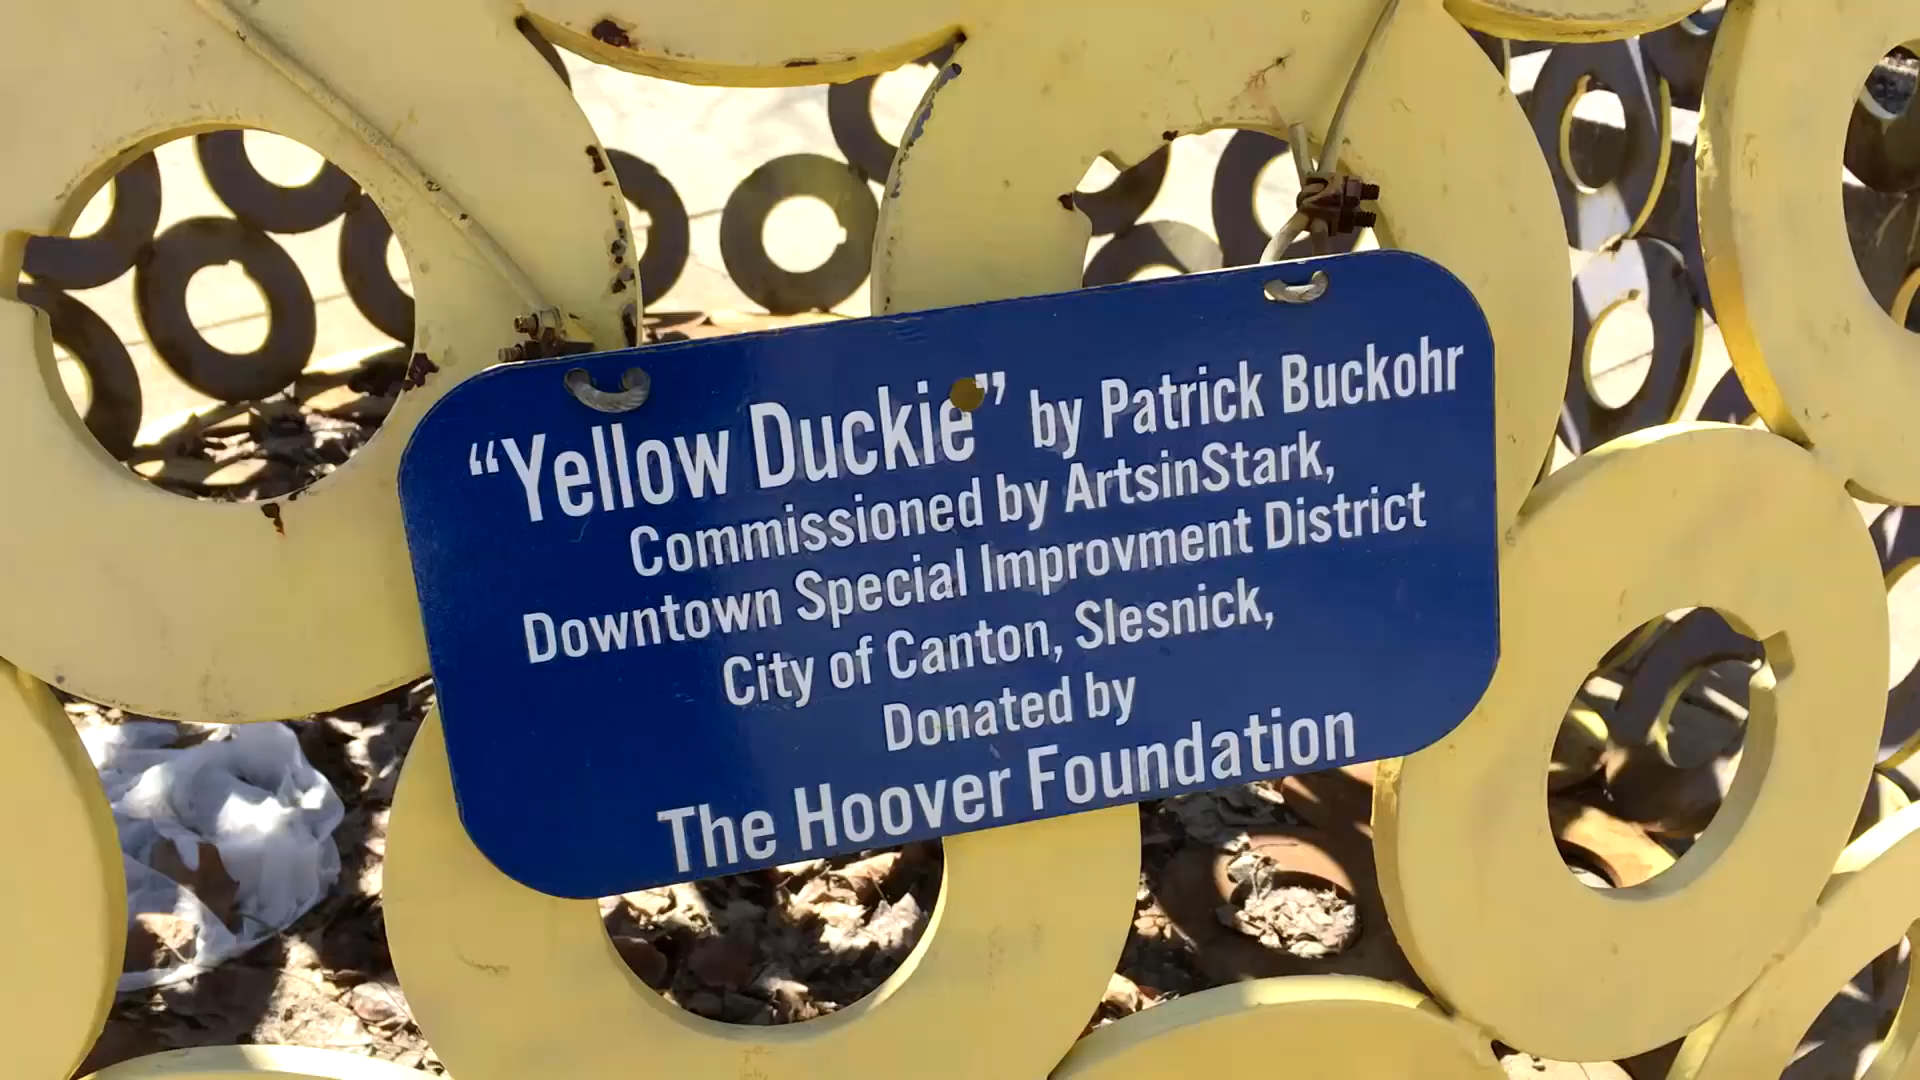 “Yellow Duckie” by Patrick Buckohr
Commissioned by ArtsinStark,
Downtown Special Improvment District
City of Canton, Slesnick,
Donated by
The Hoover Foundation